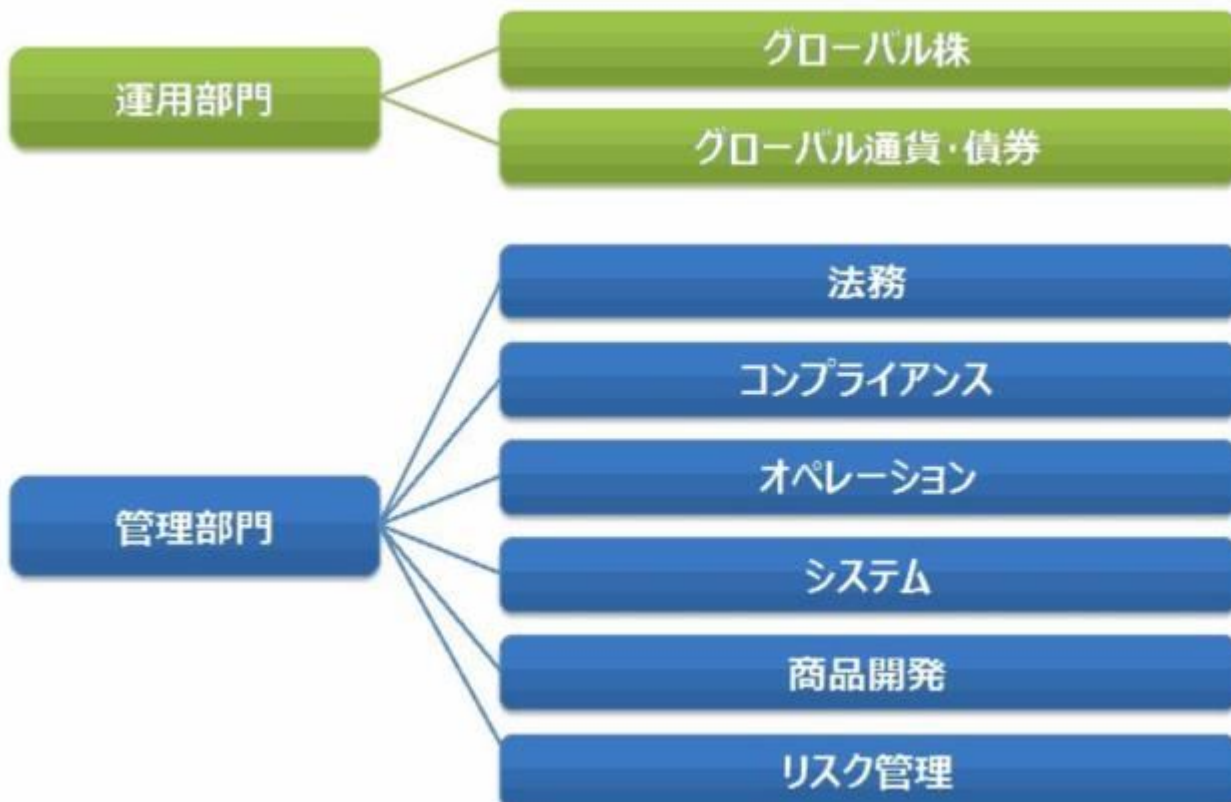 運用部門
グローバル株
グローバル通貨・債券
管理部門
法務
コンプライアンス
オペレーション
システム
商品開発
リスク管理